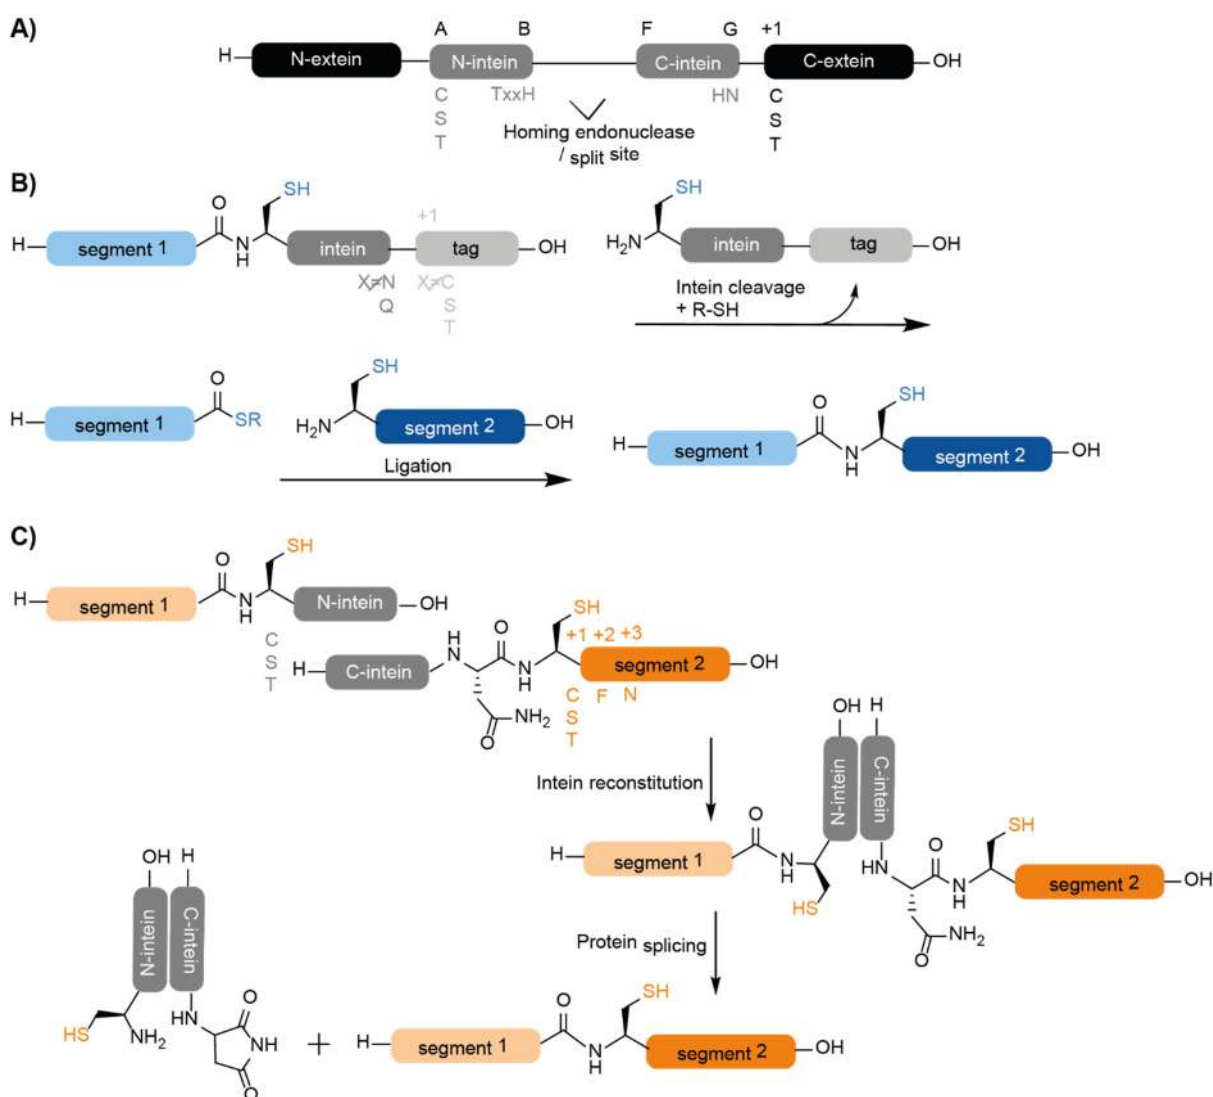 A)
A B F G +1
H N-extein N-intein C-intein C-extein OH
C TxxH HN C
S S
T T
Homing endonuclease
/ split site
B)
SH SH
O
+1
H segment 1 N intein tag OH H2N intein tag OH
H
X≠N X≠C
Q S
T
Intein cleavage
+ R-SH
SH SH
O O
H segment 1 SR H2N segment 2 OH H segment 1 N segment 2 OH
H
Ligation
C)
SH
O
H segment 1 N N-intein OH
H
SH
C H O +1 +2 +3
S H C-intein N N segment 2 OH
T H
C F N
NH2 S
O T
OH H
N-intein C-intein
Intein reconstitution
O SH
H segment 1 N HN O N segment 2 OH
H H
HS
NH2
O
OH H
N-intein C-intein
Protein splicing
HS NH2 HN O NH O
+
SH
O
H segment 1 N segment 2 OH
H